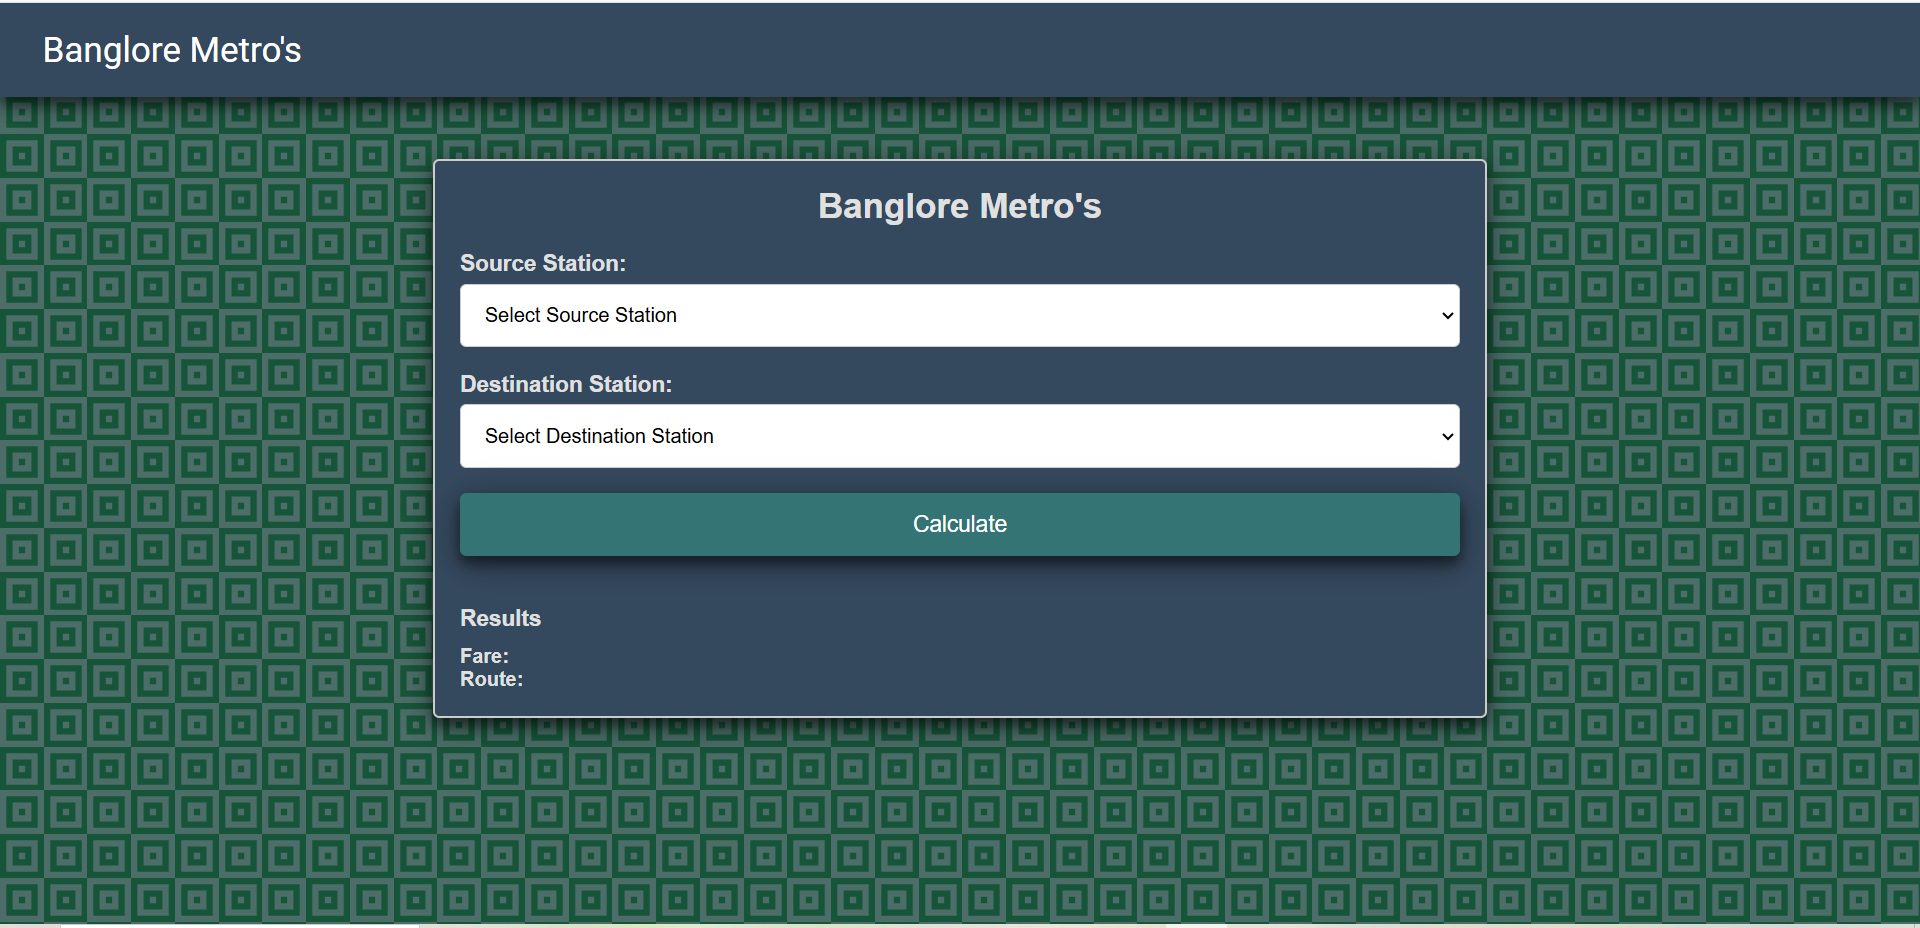 Banglore Metro's
Banglore Metro's
Source Station:
Select Source Station
Destination Station:
Select Destination Station
Calculate
Results
Fare:
Route: